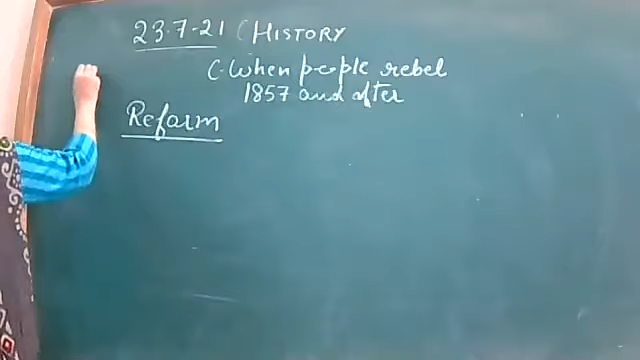 23.7-21 (HISTORY
C. When people rebel
1857 and after
Reform